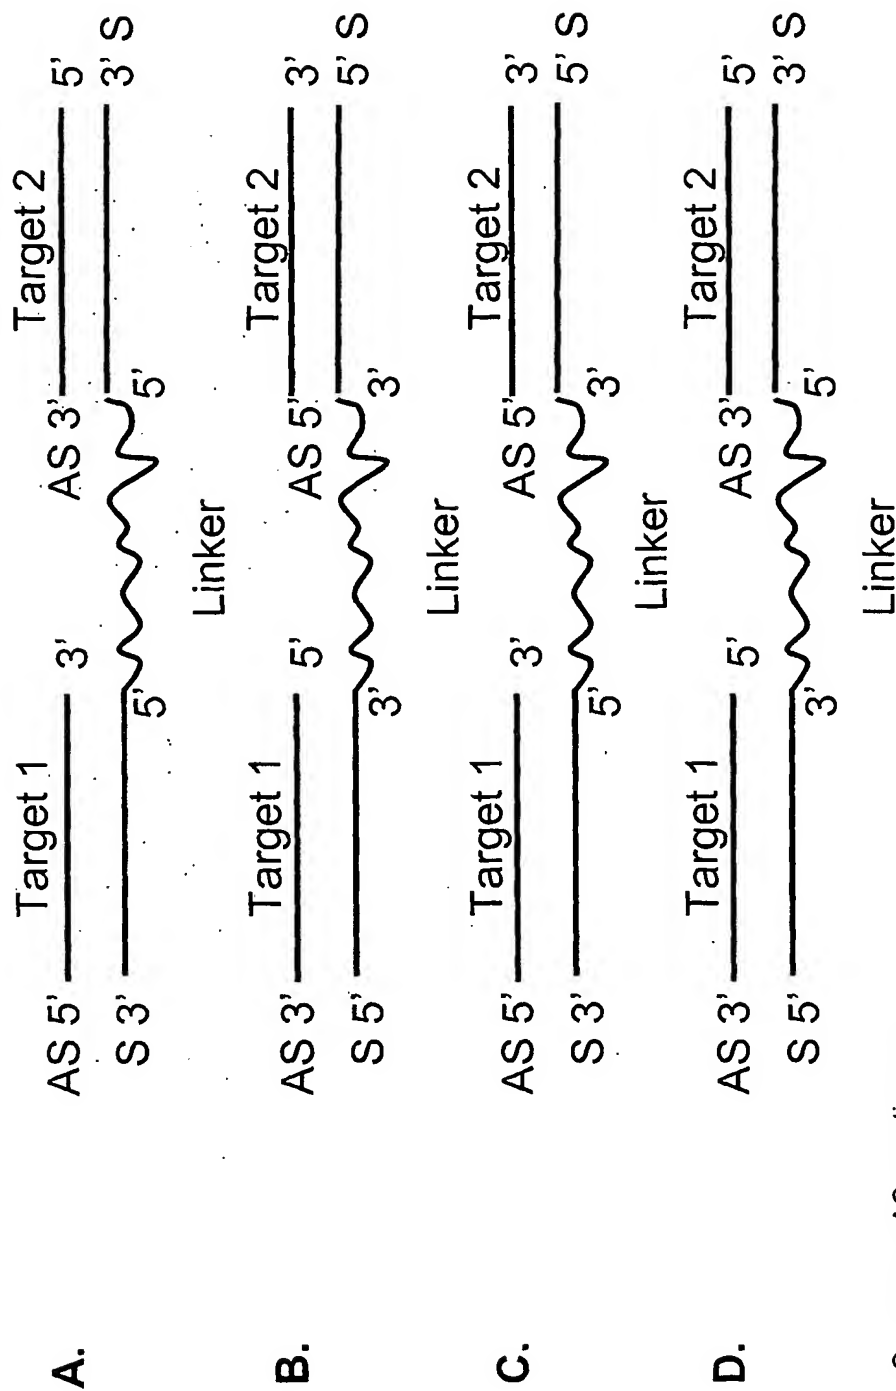 A.
Target 1 Target 2
AS 5' 3' AS 3' 5'
S 3' 5' 5' 3' S
Linker
B.
Target 1 Target 2
AS 3' 5' AS 5' 3'
S 5' 3' 3' 5' S
Linker
C.
Target 1 Target 2
AS 5' 3' AS 5' 3'
S 3' 5' 3' 5' S
Linker
D.
Target 1 Target 2
AS 3' 5' AS 3' 5'
S 5' 3' 5' 3' S
Linker